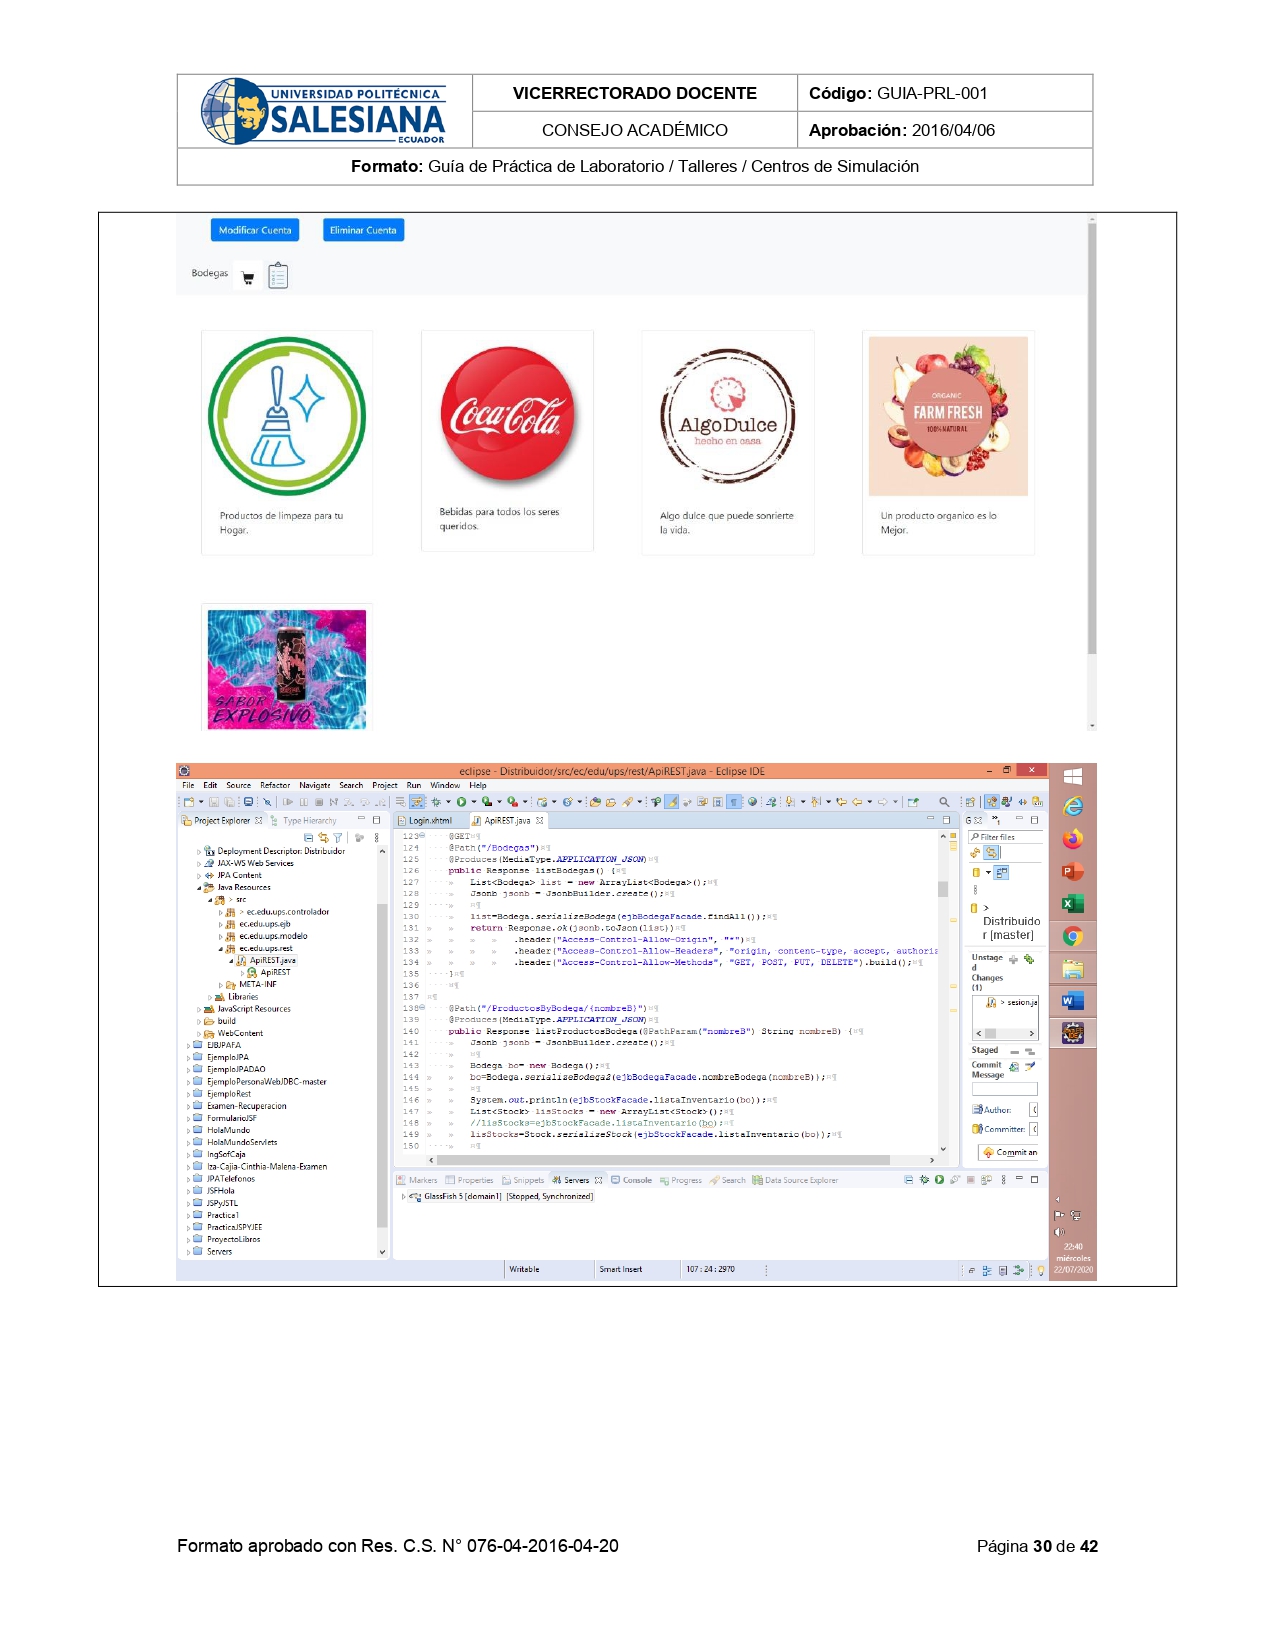 UNIVERSIDAD POLITÉCNICA
SALESIANA
ECUADOR
VICERRECTORADO DOCENTE
Código: GUIA-PRL-001
CONSEJO ACADÉMICO
Aprobación: 2016/04/06
Formato: Guía de Práctica de Laboratorio / Talleres / Centros de Simulación
Modificar Cuenta
Eliminar Cuenta
Bodegas
Coca-Cola
AlgoDulce
hecho en casa
ORGANIC
FARM FRESH
100% NATURAL
Productos de limpeza para tu
Hogar.
Bebidas para todos los seres
queridos.
Algo dulce que puede sonrierte
la vida.
Un producto organico es lo
Mejor.
SABOR
EXPLOSIVO
eclipse - Distribuidor/src/ec/edu/ups/rest/ApiREST.java - Eclipse IDE
File Edit Source Refactor Navigate Search Project Run Window Help
Project Explorer
Type Hierarchy
Deployment Descriptor: Distribuidor
JAX-WS Web Services
JPA Content
Java Resources
> src
> ec.edu.ups.controlador
ec.edu.ups.ejb
ec.edu.ups.modelo
ec.edu.ups.rest
ApiREST.java
ApiREST
META-INF
Libraries
JavaScript Resources
build
WebContent
EJBJPAFA
EjemploJPA
EjemploJPADAO
EjemploPersonaWebJDBC-master
EjemploRest
Examen-Recuperacion
FormularioJSF
HolaMundo
HolaMundoServlets
IngSofCaja
Iza-Cajia-Cinthia-Malena-Examen
JPATelefonos
JSFHola
JSPyJSTL
Practica1
PracticaJSPYJEE
ProyectoLibros
Servers
Login.xhtml
ApiREST.java
123 @GET
124 @Path("/Bodegas")
125 @Produces(MediaType.APPLICATION_JSON)
126 public Response listBodegas() {
127 List<Bodega> list = new ArrayList<Bodega>();
128 Jsonb jsonb = JsonbBuilder.create();
129
130 list=Bodega.serializeBodega(ejbBodegaFacade.findAll());
131 return Response.ok(jsonb.toJson(list))
132 .header("Access-Control-Allow-Origin", "*")
133 .header("Access-Control-Allow-Headers", "origin, content-type, accept, authoriz
134 .header("Access-Control-Allow-Methods", "GET, POST, PUT, DELETE").build();
135 }
136
137
138 @Path("/ProductosByBodega/{nombreB}")
139 @Produces(MediaType.APPLICATION_JSON)
140 public Response listProductosBodega(@PathParam("nombreB") String nombreB) {
141 Jsonb jsonb = JsonbBuilder.create();
142
143 Bodega bo= new Bodega();
144 bo=Bodega.serializeBodega2(ejbBodegaFacade.nombreBodega(nombreB));
145
146 System.out.println(ejbStockFacade.listaInventario(bo));
147 List<Stock> lisStocks = new ArrayList<Stock>();
148 //lisStocks=ejbStockFacade.listaInventario(bo);
149 lisStocks=Stock.serializeStock(ejbStockFacade.listaInventario(bo));
150
Filter files
>
Distribuido
r [master]
Unstage
d
Changes
(1)
> sesion.ja
Staged
Commit
Message
Author:
Committer:
Commit an
Markers Properties Snippets Servers Console Progress Search Data Source Explorer
GlassFish 5 [domain1] [Stopped, Synchronized]
Writable
Smart Insert
107 : 24 : 2970
22:40
miércoles
22/07/2020
Formato aprobado con Res. C.S. N° 076-04-2016-04-20
Página 30 de 42